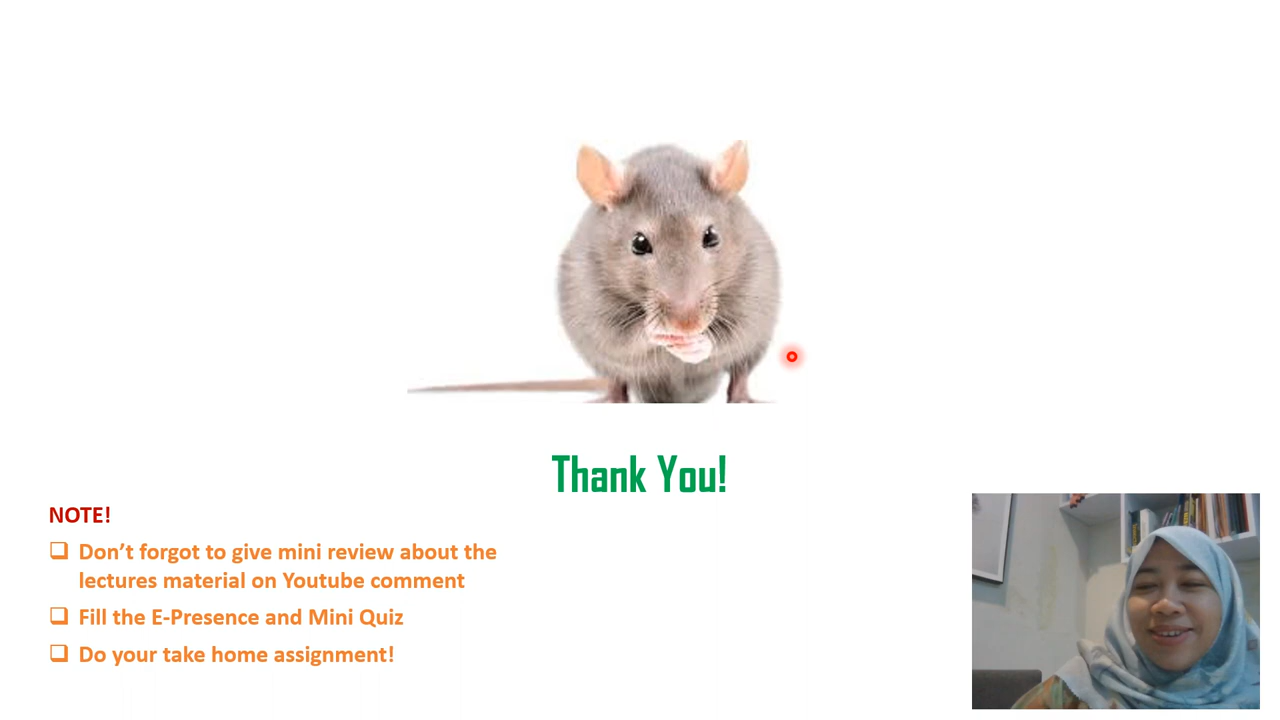 Thank You!
NOTE!
❑ Don’t forgot to give mini review about the
lectures material on Youtube comment
❑ Fill the E-Presence and Mini Quiz
❑ Do your take home assignment!